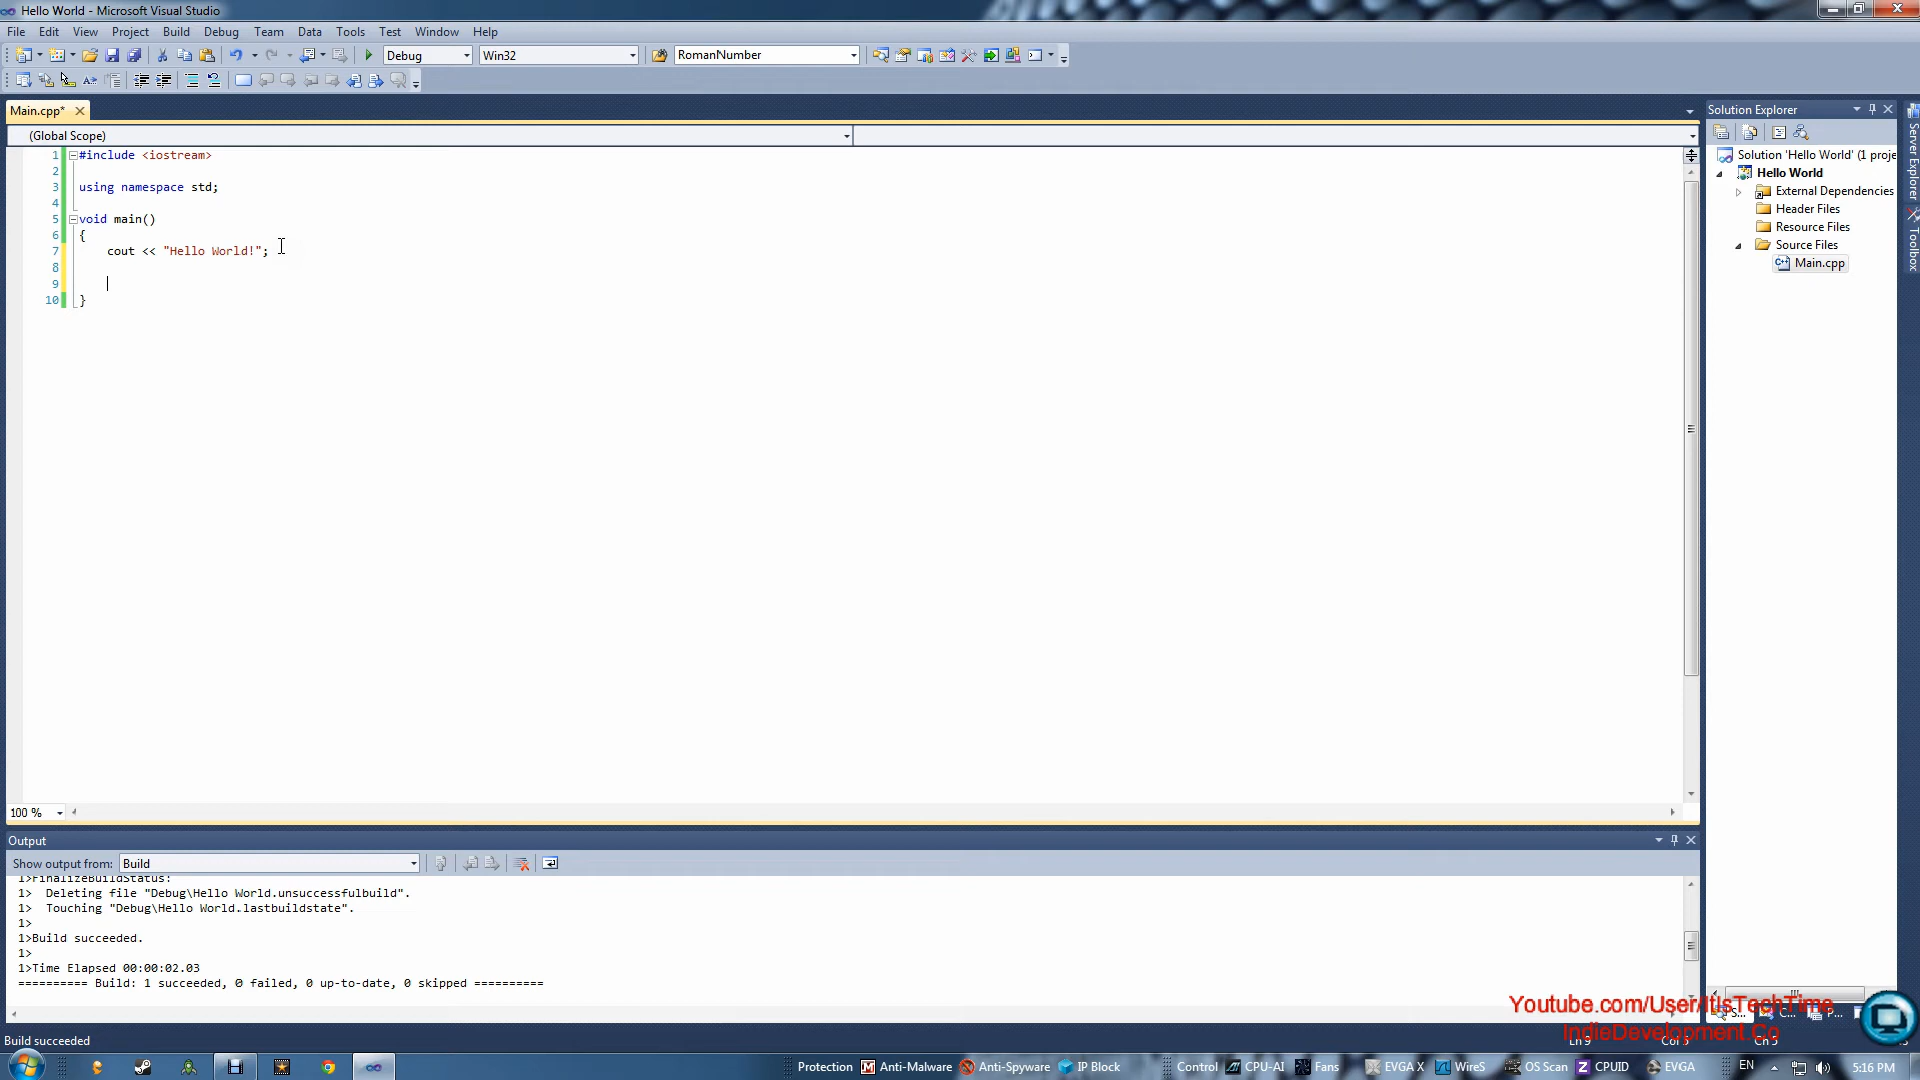 Hello World - Microsoft Visual Studio
File Edit View Project Build Debug Team Data Tools Test Window Help
Debug Win32 RomanNumber
Main.cpp*
Solution Explorer
(Global Scope)
1 #include <iostream>
2
3 using namespace std;
4
5 void main()
6 {
7 cout << "Hello World!";
8
9
10 }
Solution 'Hello World' (1 proje
Hello World
External Dependencies
Header Files
Resource Files
Source Files
Main.cpp
Server Explorer
Toolbox
100 %
Output
Show output from: Build
1>FinalizeBuildStatus:
1> Deleting file "Debug\Hello World.unsuccessfulbuild".
1> Touching "Debug\Hello World.lastbuildstate".
1>
1>Build succeeded.
1>
1>Time Elapsed 00:00:02.03
========== Build: 1 succeeded, 0 failed, 0 up-to-date, 0 skipped ==========
Youtube.com/User/ItIsTechTime
IndieDevelopment.Co
S... C... P...
Build succeeded
Ln 9 Col 5 Ch 5
Protection Anti-Malware Anti-Spyware IP Block Control CPU-AI Fans EVGA X WireS OS Scan CPUID EVGA EN 5:16 PM